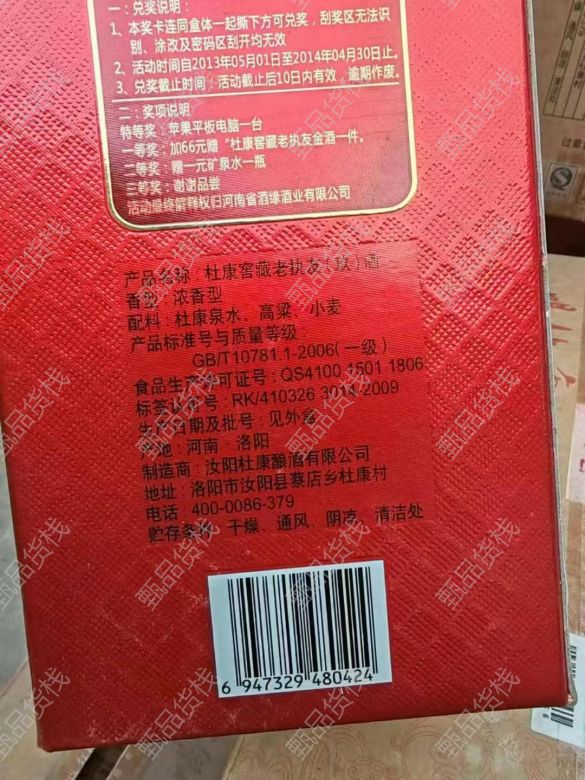 一：兑奖说明：
1、本奖卡连同盒体一起撕下方可兑奖，刮奖区无法识
别、涂改及密码区刮开均无效
2、活动时间自2013年05月01日至2014年04月30日止。
3、兑奖截止时间：活动截止后10日内有效，逾期作废。
二：奖项说明
特等奖：苹果平板电脑一台
一等奖：加66元赠“杜康窖藏老执友金酒一件。
二等奖：赠一元矿泉水一瓶
三等奖：谢谢品尝
活动最终解释权归河南省酒缘酒业有限公司
产品名称：杜康窖藏老执友( )酒
香型：浓香型
配料：杜康泉水、高粱、小麦
产品标准号与质量等级：
GB/T10781.1-2006(一级)
食品生产许可证号：QS4100 1501 1806
标签认可号：RK/410326 3014-2009
生产日期及批号：见外盒
产地：河南·洛阳
制造商：汝阳杜康酿酒有限公司
地址：洛阳市汝阳县蔡店乡杜康村
电话：400-0086-379
贮存条件：干燥、通风、阴凉、清洁处
6 947329 480424
甄品货栈